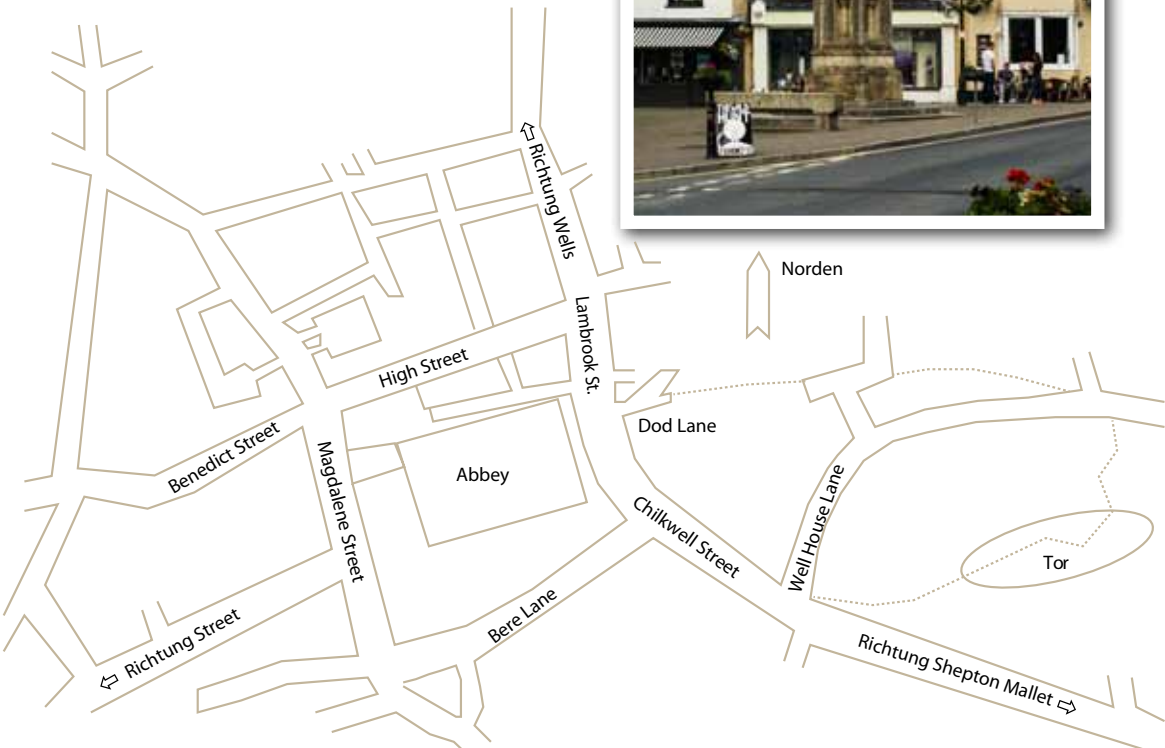 Richtung Wells
Norden
Lambrook St.
High Street
Dod Lane
Benedict Street
Magdalene Street
Abbey
Chilkwell Street
Well House Lane
Tor
Bere Lane
Richtung Street
Richtung Shepton Mallet